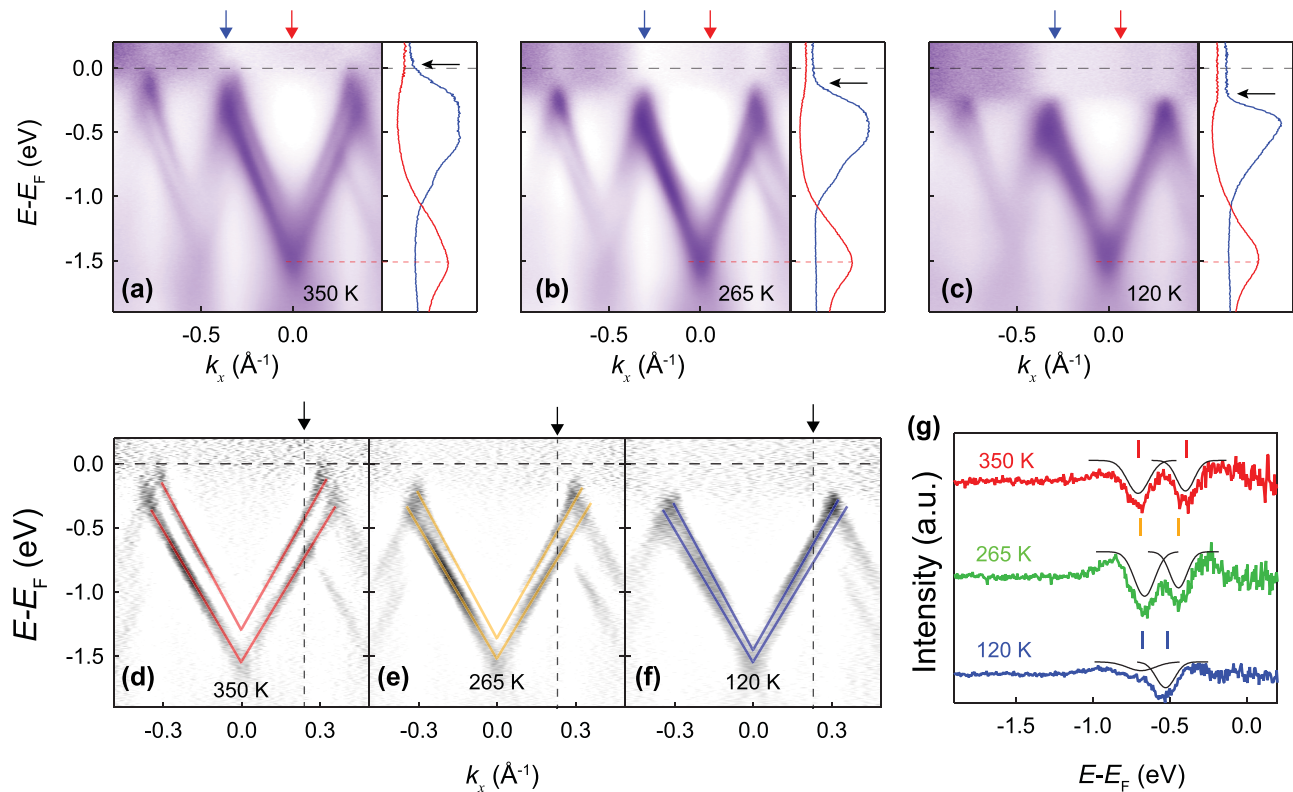 0.0
-0.5
-1.0
-1.5
E-E_F (eV)
(a)
350 K
(b)
265 K
(c)
120 K
-0.5
0.0
-0.5
0.0
-0.5
0.0
k_x (Å⁻¹)
k_x (Å⁻¹)
k_x (Å⁻¹)
0.0
-0.5
-1.0
-1.5
E-E_F (eV)
(d)
350 K
(e)
265 K
(f)
120 K
-0.3
0.0
0.3
-0.3
0.0
0.3
-0.3
0.0
0.3
k_x (Å⁻¹)
(g)
Intensity (a.u.)
350 K
265 K
120 K
-1.5
-1.0
-0.5
0.0
E-E_F (eV)